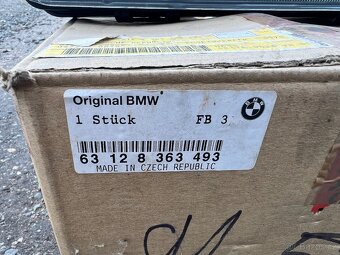 Original BMW
1 Stück FB 3
63 12 8 363 493
MADE IN CZECH REPUBLIC